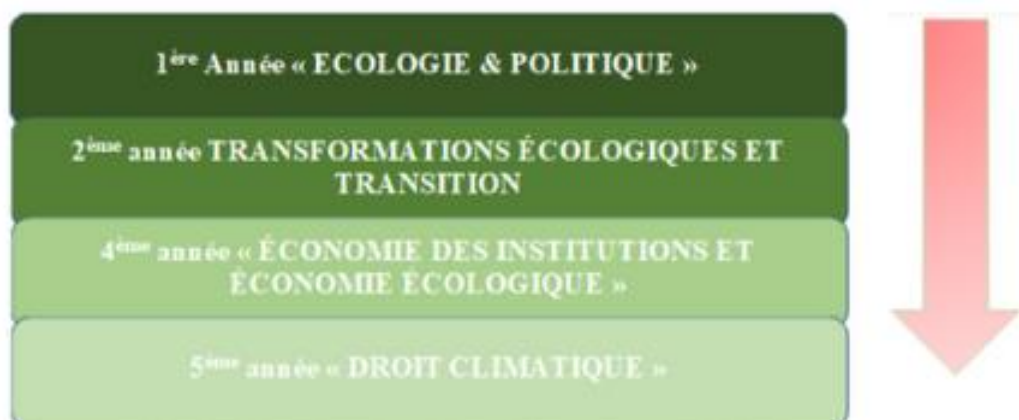 1ère Année « ECOLOGIE & POLITIQUE »
2ème année TRANSFORMATIONS ÉCOLOGIQUES ET
TRANSITION
4ème année « ÉCONOMIE DES INSTITUTIONS ET
ÉCONOMIE ÉCOLOGIQUE »
5ème année « DROIT CLIMATIQUE »